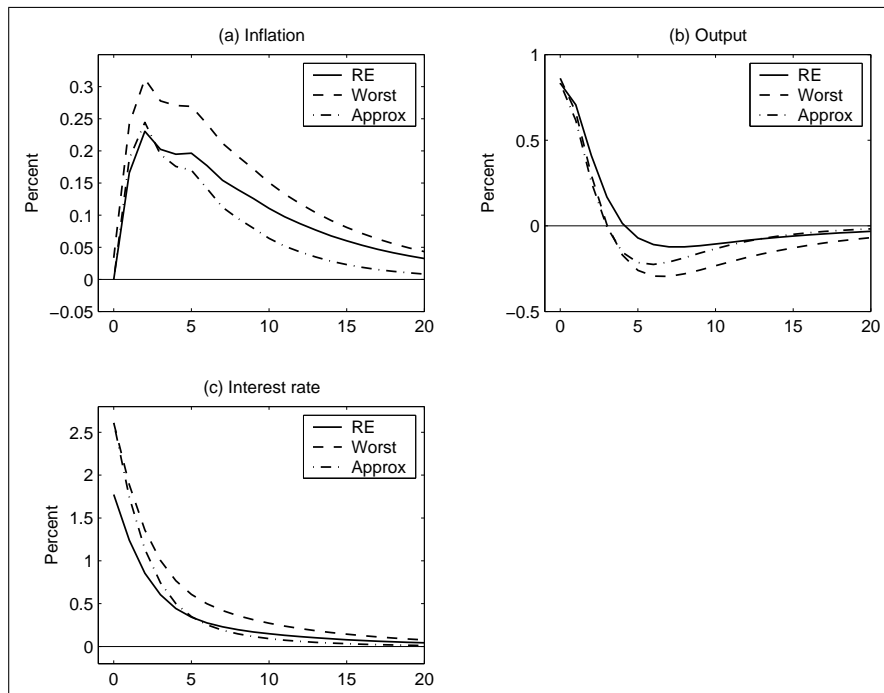 (a) Inflation
Percent
0.3
0.25
0.2
0.15
0.1
0.05
0
−0.05
0 5 10 15 20
RE
Worst
Approx
(b) Output
Percent
1
0.5
0
−0.5
0 5 10 15 20
RE
Worst
Approx
(c) Interest rate
Percent
2.5
2
1.5
1
0.5
0
0 5 10 15 20
RE
Worst
Approx